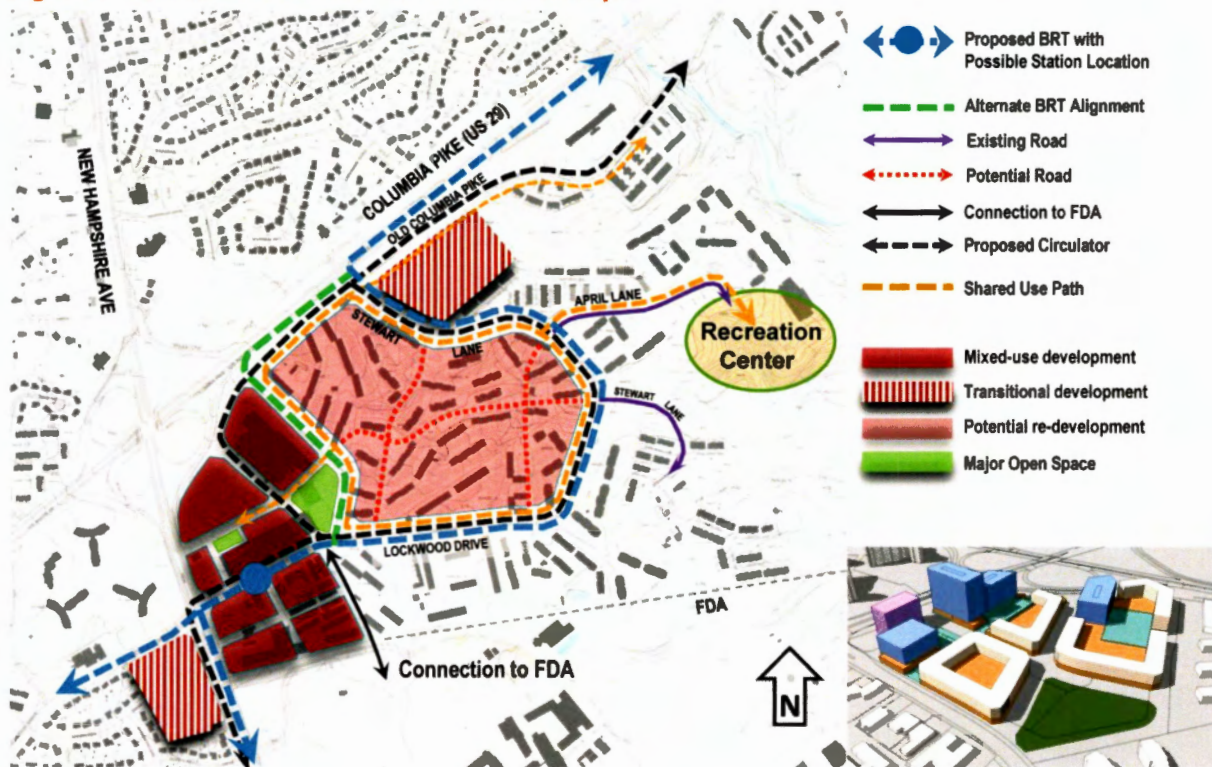 NEW HAMPSHIRE AVE
COLUMBIA PIKE (US 29)
OLD COLUMBIA PIKE
STEWART
LANE
APRIL LANE
Recreation
Center
STEWART LANE
LOCKWOOD DRIVE
FDA
Connection to FDA
N
Proposed BRT with
Possible Station Location
Alternate BRT Alignment
Existing Road
Potential Road
Connection to FDA
Proposed Circulator
Shared Use Path
Mixed-use development
Transitional development
Potential re-development
Major Open Space